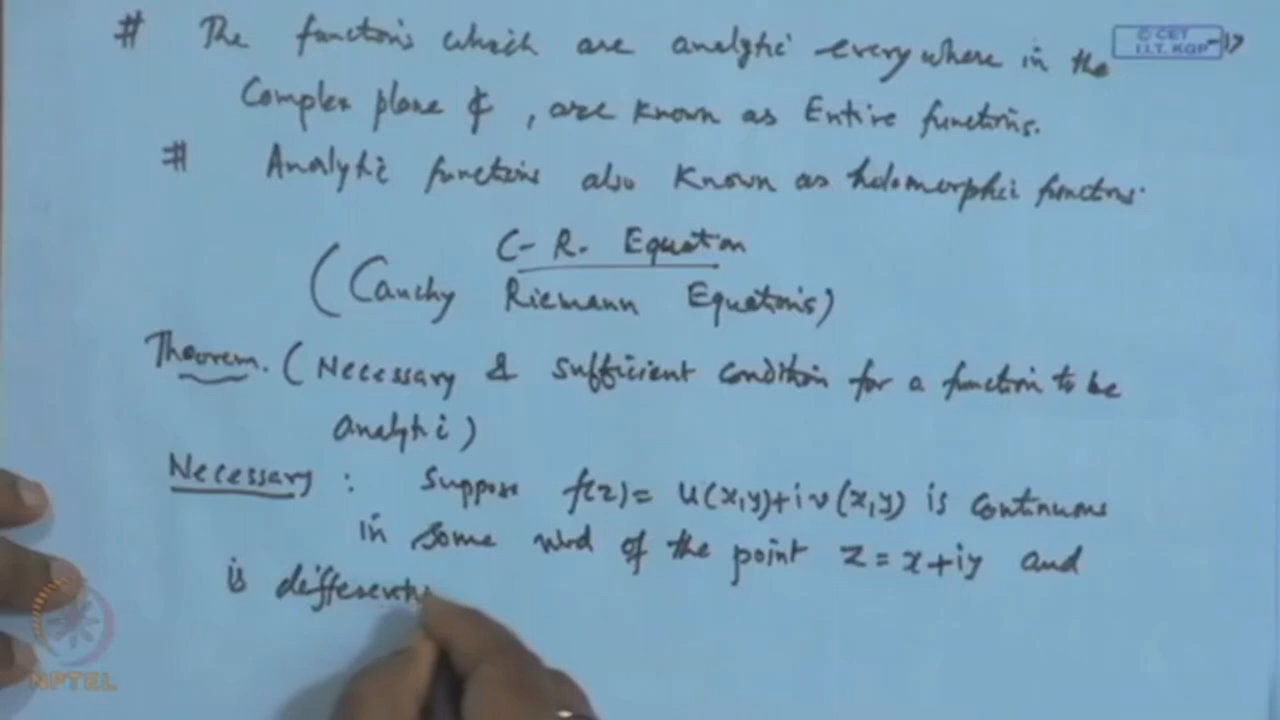 # The functions which are analytic everywhere in the
© CET
I.I.T. KGP
Complex plane ₵, are known as Entire functions.
# Analytic functions also known as holomorphic functions.
C-R. Equation
(Cauchy Riemann Equations)
Theorem. (Necessary & sufficient condition for a function to be
analytic)
Necessary : Suppose f(z) = u(x,y)+iv(x,y) is continuous
in some nbd of the point z = x+iy and
is differenti
NPTEL